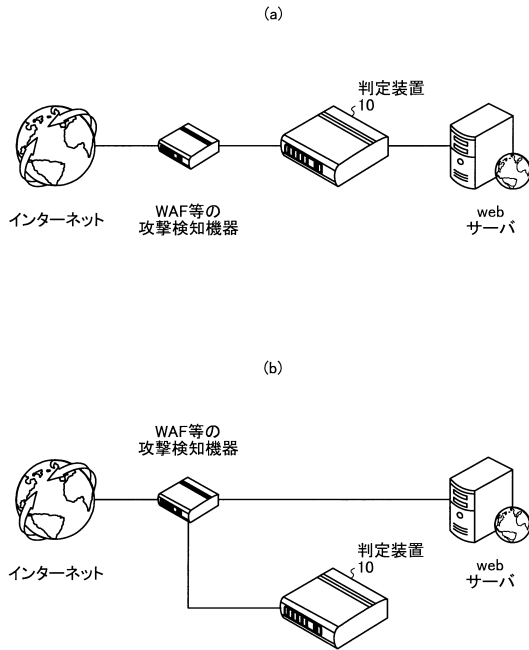 (a)
判定装置
10
インターネット
WAF等の
攻撃検知機器
web
サーバ
(b)
WAF等の
攻撃検知機器
インターネット
判定装置
10
web
サーバ